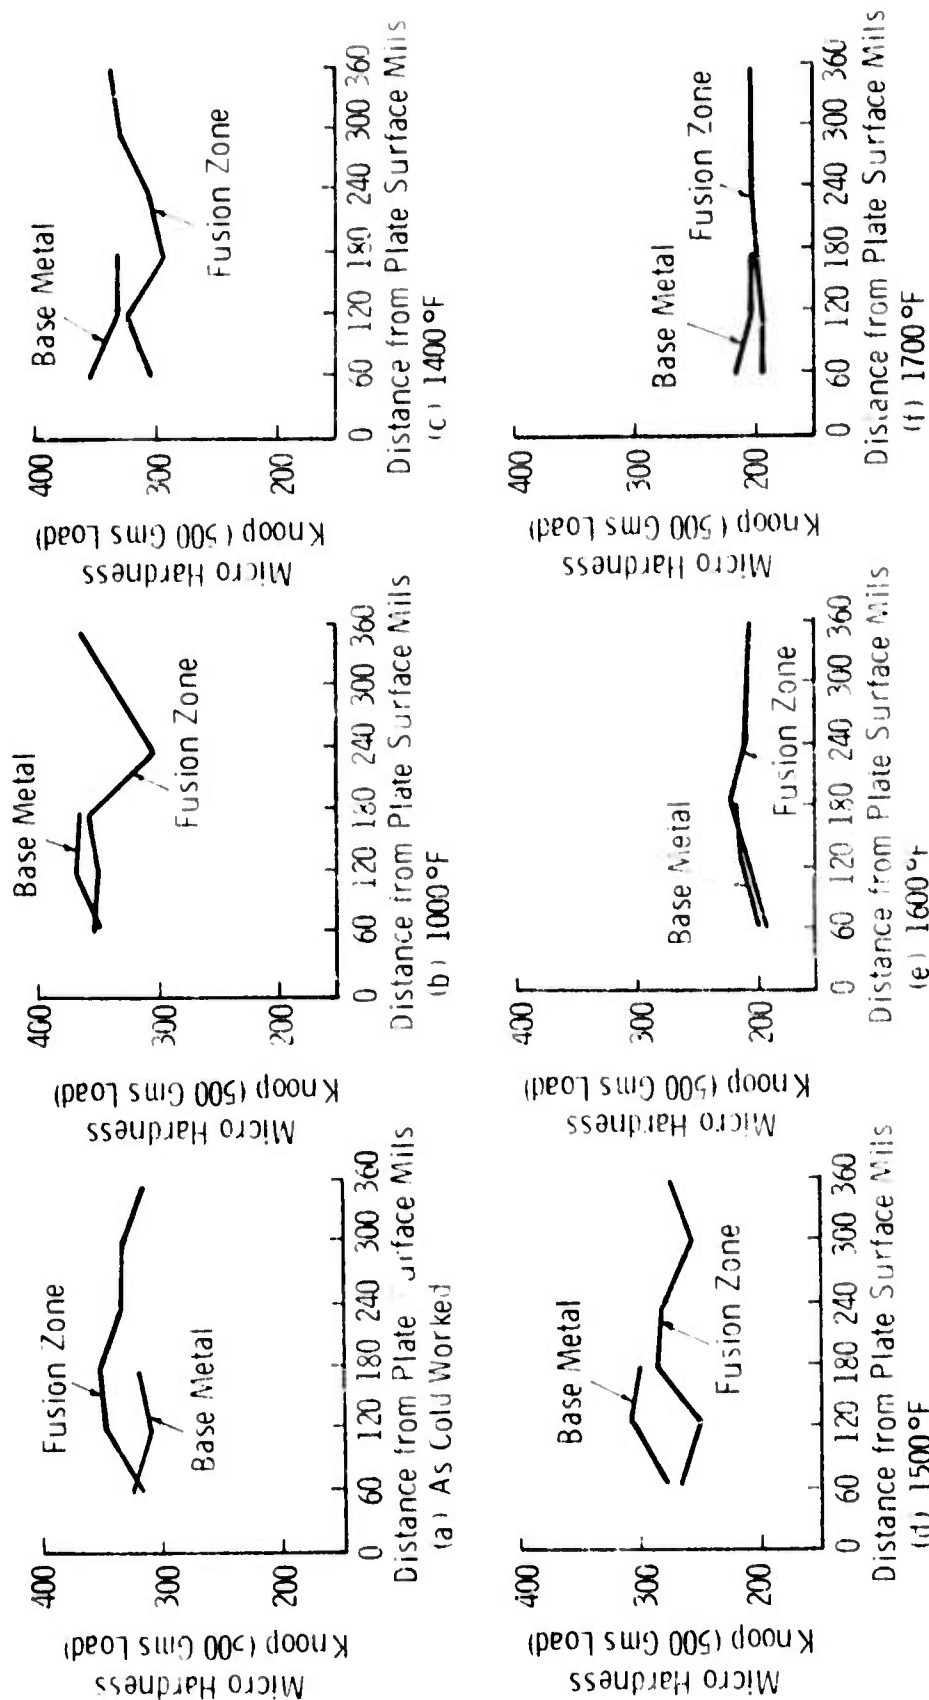 Micro Hardness
Knoop (500 Gms Load)
400
300
200
Fusion Zone
Base Metal
0 60 120 180 240 300 360
Distance from Plate Surface Mils
(a) As Cold Worked
Micro Hardness
Knoop (500 Gms Load)
400
300
200
Base Metal
Fusion Zone
0 60 120 180 240 300 360
Distance from Plate Surface Mils
(b) 1000°F
Micro Hardness
Knoop (500 Gms Load)
400
300
200
Base Metal
Fusion Zone
0 60 120 180 240 300 360
Distance from Plate Surface Mils
(c) 1400°F
Micro Hardness
Knoop (500 Gms Load)
400
300
200
Base Metal
Fusion Zone
0 60 120 180 240 300 360
Distance from Plate Surface Mils
(d) 1500°F
Micro Hardness
Knoop (500 Gms Load)
400
300
200
Base Metal
Fusion Zone
0 60 120 180 240 300 360
Distance from Plate Surface Mils
(e) 1600°F
Micro Hardness
Knoop (500 Gms Load)
400
300
200
Base Metal
Fusion Zone
0 60 120 180 240 300 360
Distance from Plate Surface Mils
(f) 1700°F